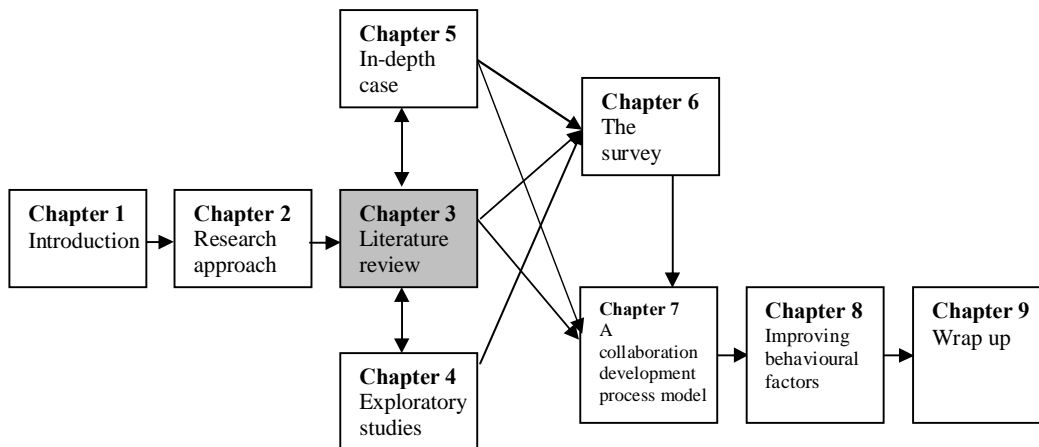 Chapter 5
In-depth
case
Chapter 6
The
survey
Chapter 1
Introduction
Chapter 2
Research
approach
Chapter 3
Literature
review
Chapter 7
A
collaboration
development
process model
Chapter 8
Improving
behavioural
factors
Chapter 9
Wrap up
Chapter 4
Exploratory
studies